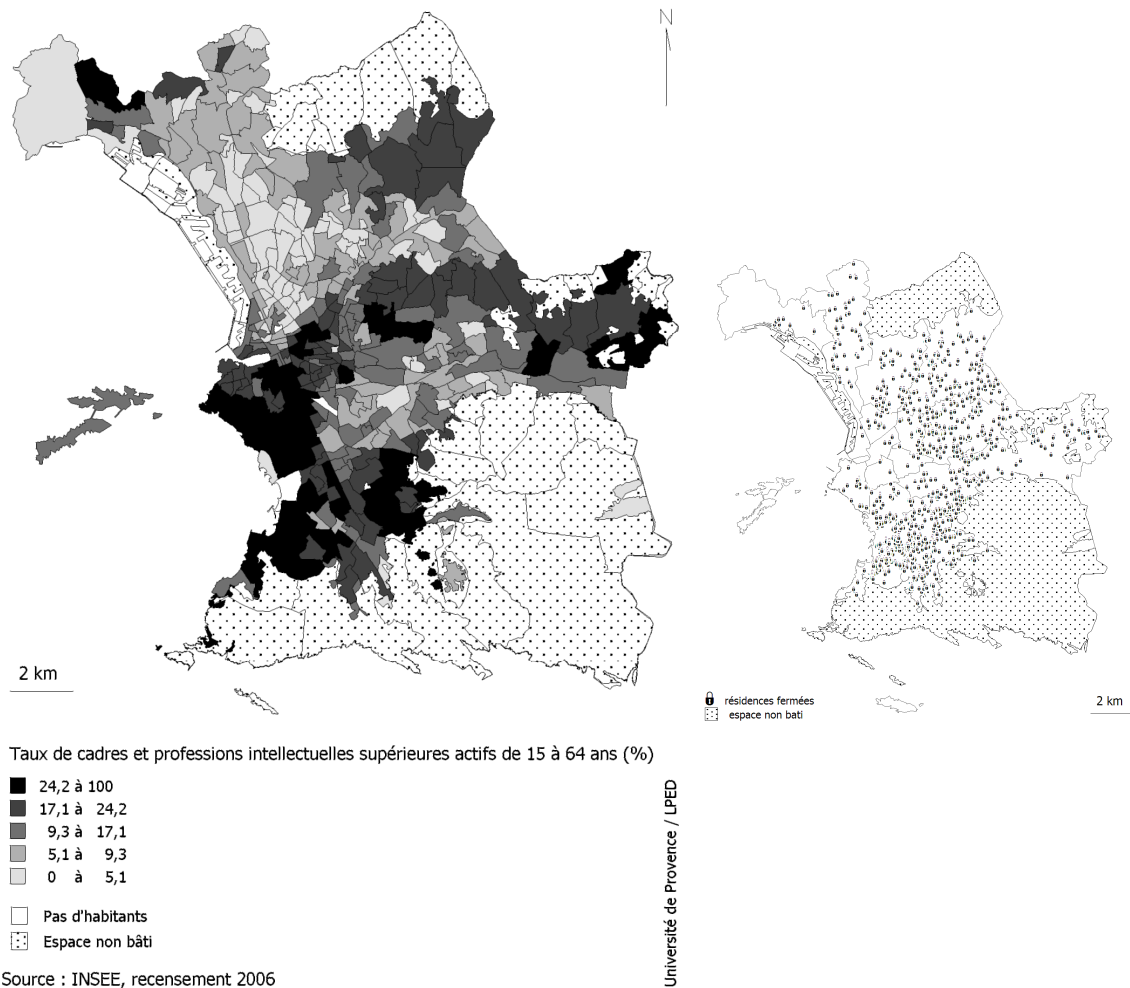 N
2 km
résidences fermées
espace non bati
2 km
Taux de cadres et professions intellectuelles supérieures actifs de 15 à 64 ans (%)
24,2 à 100
17,1 à 24,2
9,3 à 17,1
5,1 à 9,3
0 à 5,1
Pas d'habitants
Espace non bâti
Source : INSEE, recensement 2006
Université de Provence / LPED